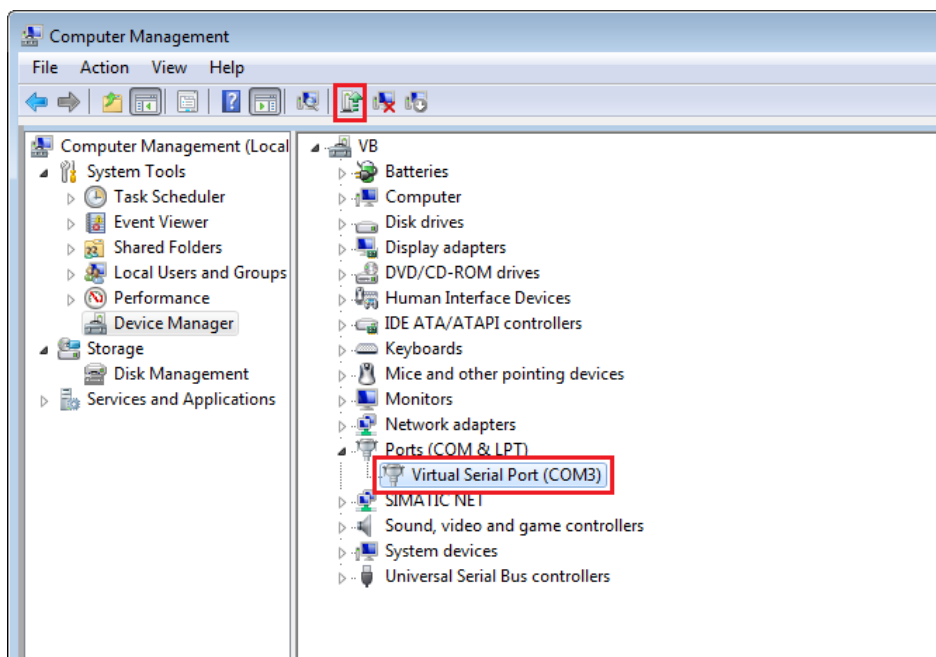 Computer Management
File Action View Help
Computer Management (Local
System Tools
Task Scheduler
Event Viewer
Shared Folders
Local Users and Groups
Performance
Device Manager
Storage
Disk Management
Services and Applications
VB
Batteries
Computer
Disk drives
Display adapters
DVD/CD-ROM drives
Human Interface Devices
IDE ATA/ATAPI controllers
Keyboards
Mice and other pointing devices
Monitors
Network adapters
Ports (COM & LPT)
Virtual Serial Port (COM3)
SIMATIC NET
Sound, video and game controllers
System devices
Universal Serial Bus controllers